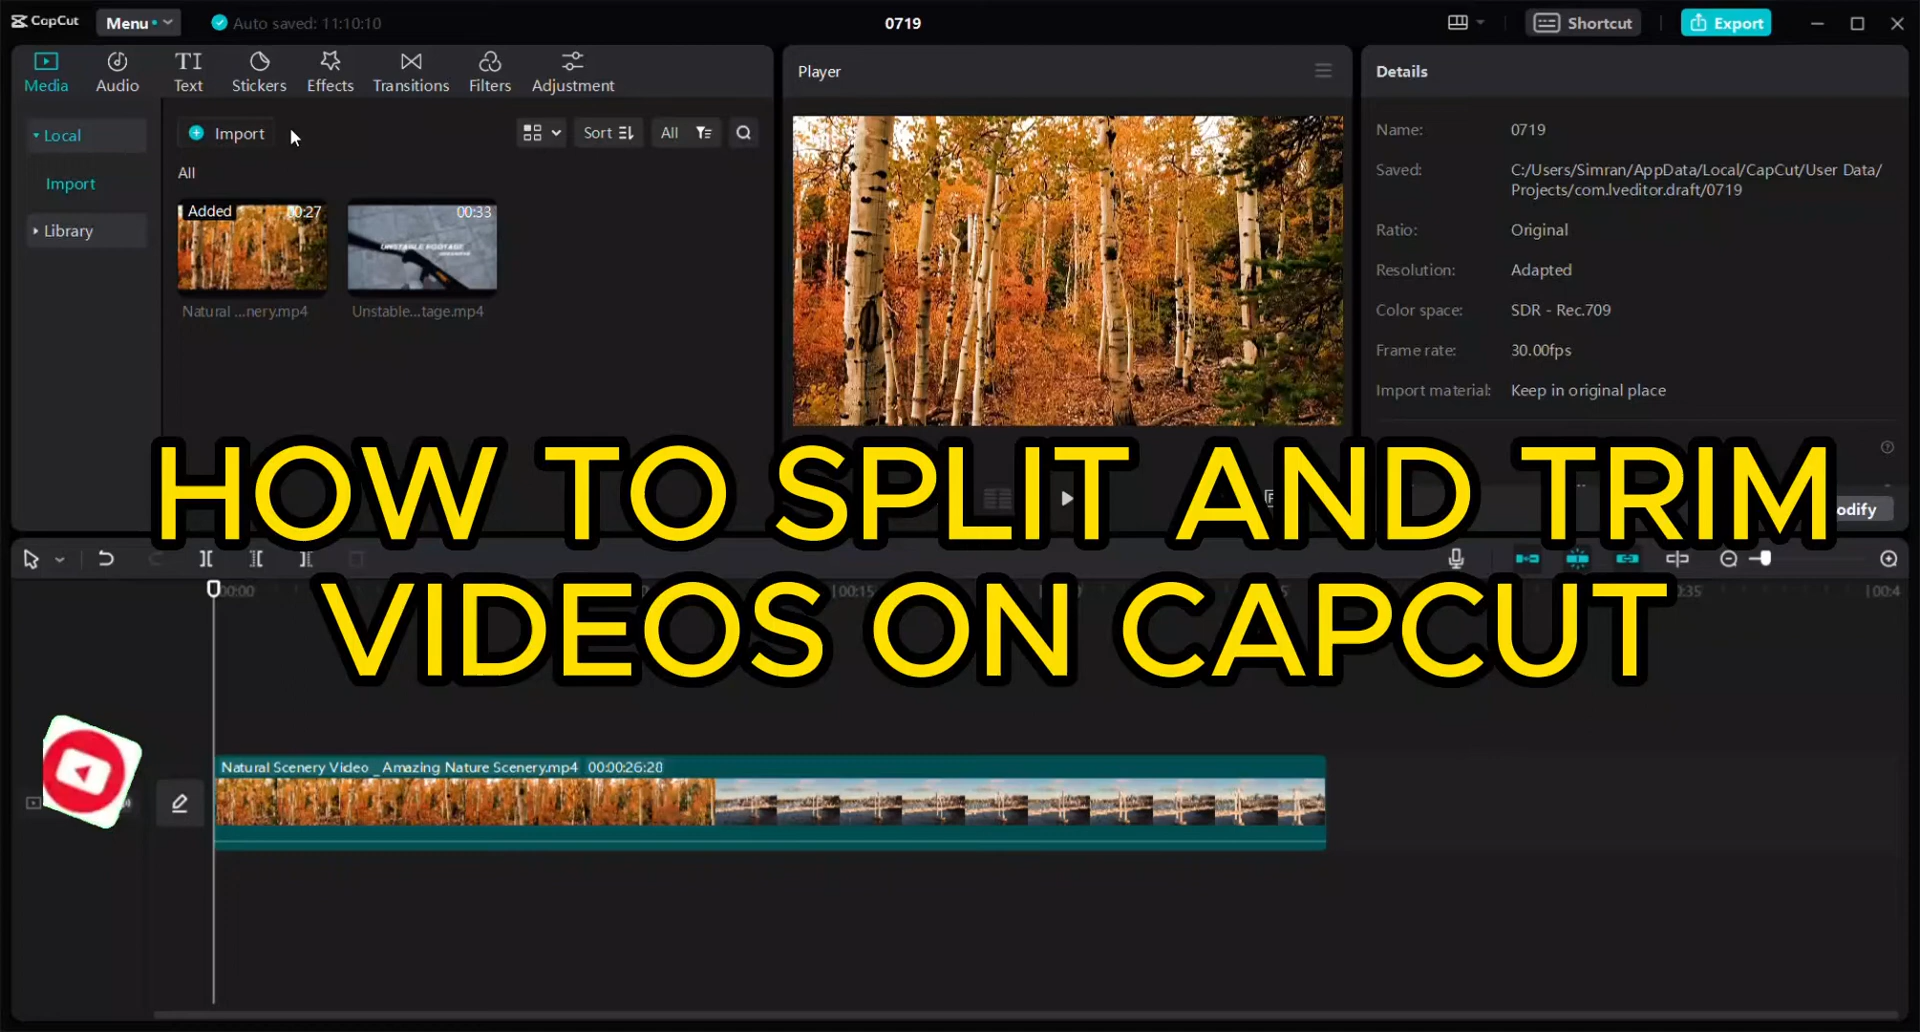 CapCut
Menu
Auto saved: 11:10:10
0719
Shortcut
Export
Media
Audio
Text
Stickers
Effects
Transitions
Filters
Adjustment
Player
Details
Local
Import
Library
Import
Sort
All
All
Added
00:33
UNSTABLE FOOTAGE
Natural ...nery.mp4
Unstable...tage.mp4
Name: 0719
Saved: C:/Users/Simran/AppData/Local/CapCut/User Data/
Projects/com.lveditor.draft/0719
Ratio: Original
Resolution: Adapted
Color space: SDR - Rec.709
Frame rate: 30.00fps
Import material: Keep in original place
HOW TO SPLIT AND TRIM
VIDEOS ON CAPCUT
00:00
00:15
Natural Scenery Video _ Amazing Nature Scenery.mp4 00:00:26:28